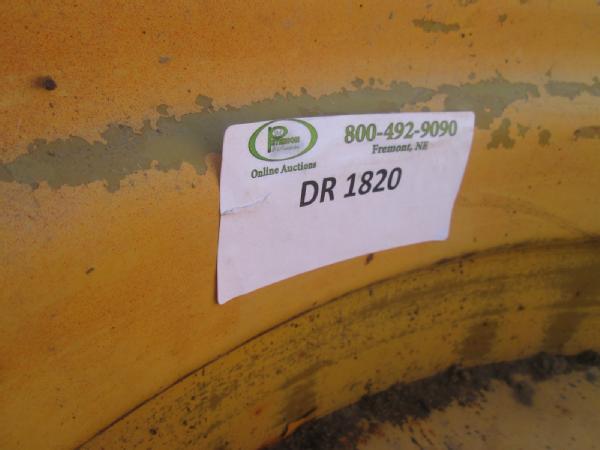 800-492-9090
Fremont, NE
Online Auctions
DR 1820